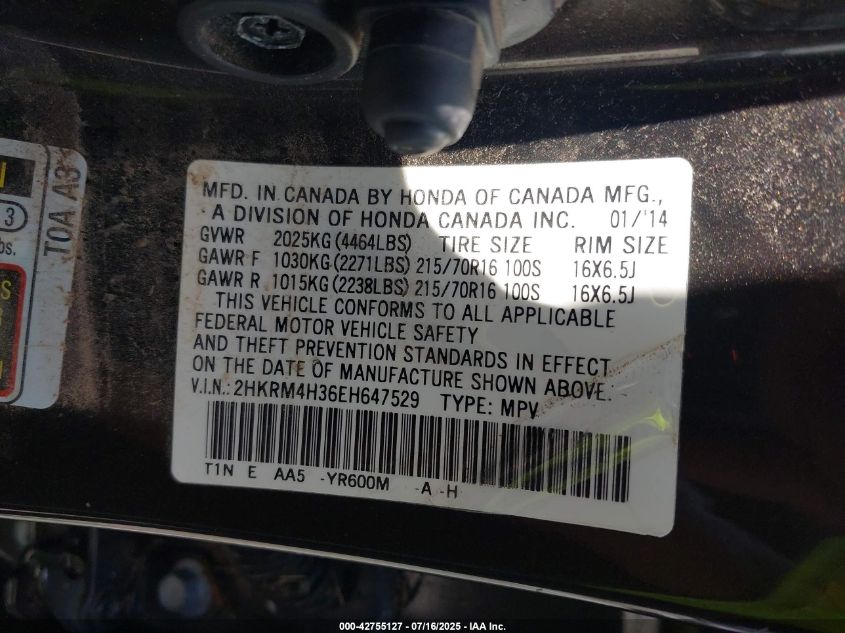 MFD. IN CANADA BY HONDA OF CANADA MFG.,
A DIVISION OF HONDA CANADA INC. 01/'14
GVWR 2025KG (4464LBS) TIRE SIZE RIM SIZE
GAWR F 1030KG (2271LBS) 215/70R16 100S 16X6.5J
GAWR R 1015KG (2238LBS) 215/70R16 100S 16X6.5J
THIS VEHICLE CONFORMS TO ALL APPLICABLE
FEDERAL MOTOR VEHICLE SAFETY
AND THEFT PREVENTION STANDARDS IN EFFECT
ON THE DATE OF MANUFACTURE SHOWN ABOVE.
V.I.N.: 2HKRM4H36EH647529 TYPE: MPV
T1N E AA5 -YR600M -A -H
3
T0A A3
000-42755127 - 07/16/2025 - IAA Inc.